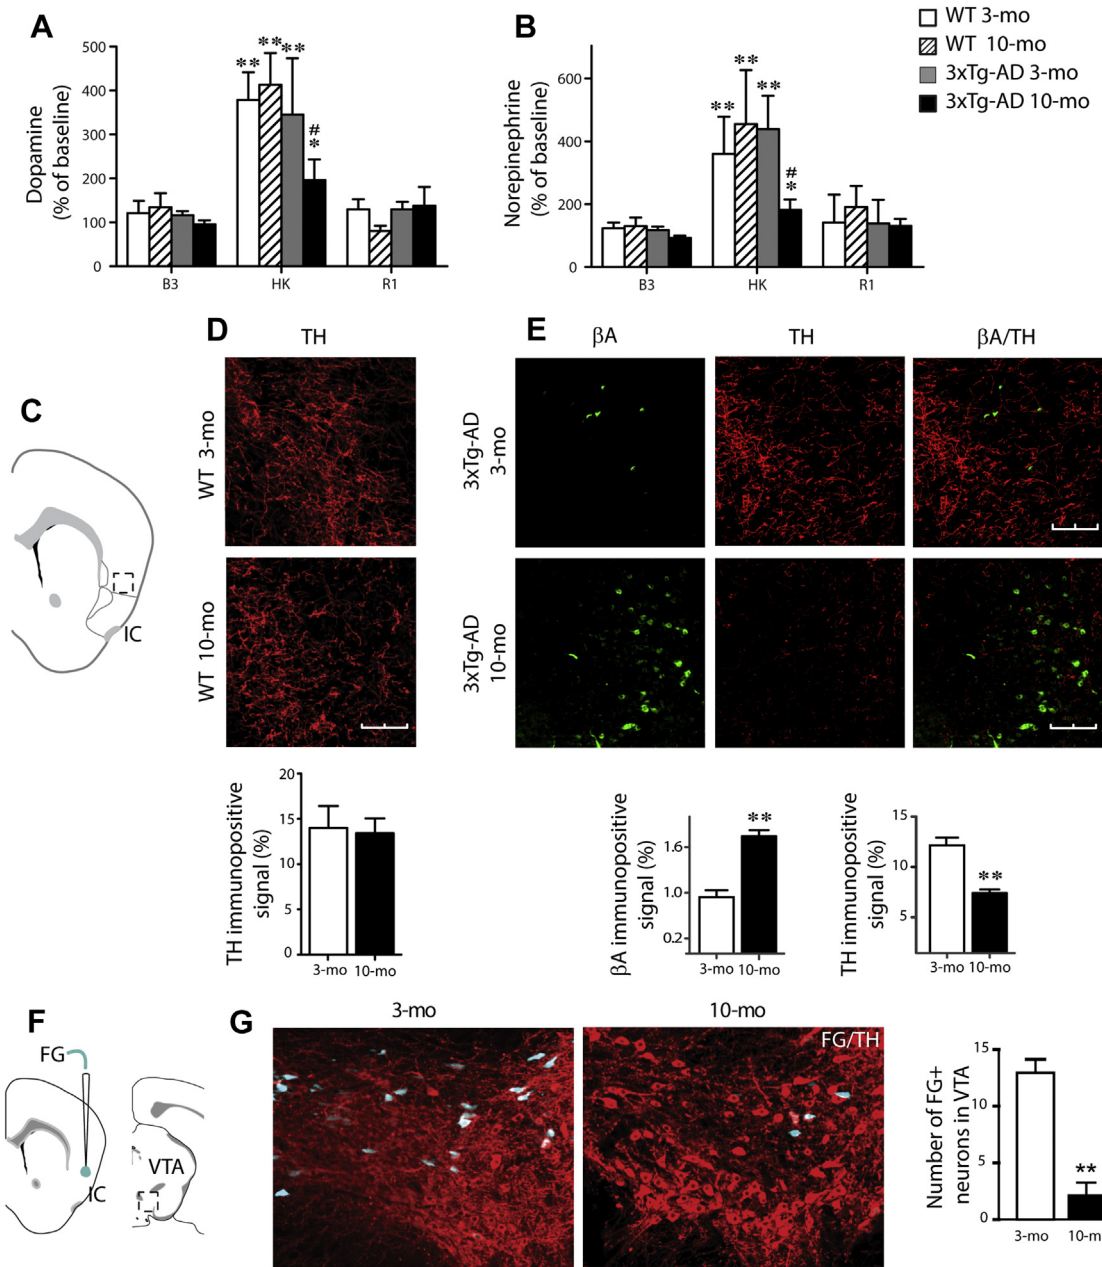 A
B
WT 3-mo
WT 10-mo
3xTg-AD 3-mo
3xTg-AD 10-mo
Dopamine
(% of baseline)
500
400
300
200
100
0
**
**
**
#
*
B3
HK
R1
Norepinephrine
(% of baseline)
600
400
200
0
**
**
**
#
*
B3
HK
R1
C
IC
D
TH
WT 3-mo
WT 10-mo
TH immunopositive
signal (%)
20
15
10
5
0
3-mo
10-mo
E
βA
TH
βA/TH
3xTg-AD
3-mo
3xTg-AD
10-mo
βA immunopositive
signal (%)
1.6
1.0
0.2
**
3-mo
10-mo
TH immunopositive
signal (%)
15
10
5
**
3-mo
10-mo
F
FG
IC
VTA
G
3-mo
10-mo
FG/TH
Number of FG+
neurons in VTA
15
10
5
0
**
3-mo
10-m